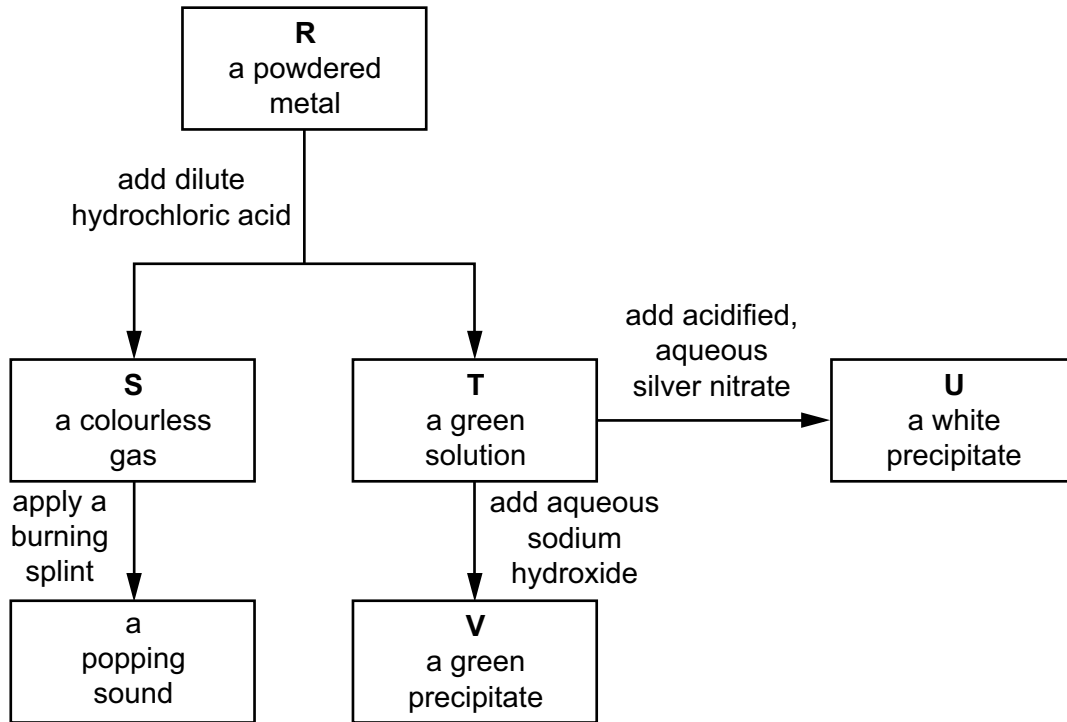 R
a powdered
metal
add dilute
hydrochloric acid
S
a colourless
gas
T
a green
solution
add acidified,
aqueous
silver nitrate
U
a white
precipitate
apply a
burning
splint
add aqueous
sodium
hydroxide
a
popping
sound
V
a green
precipitate